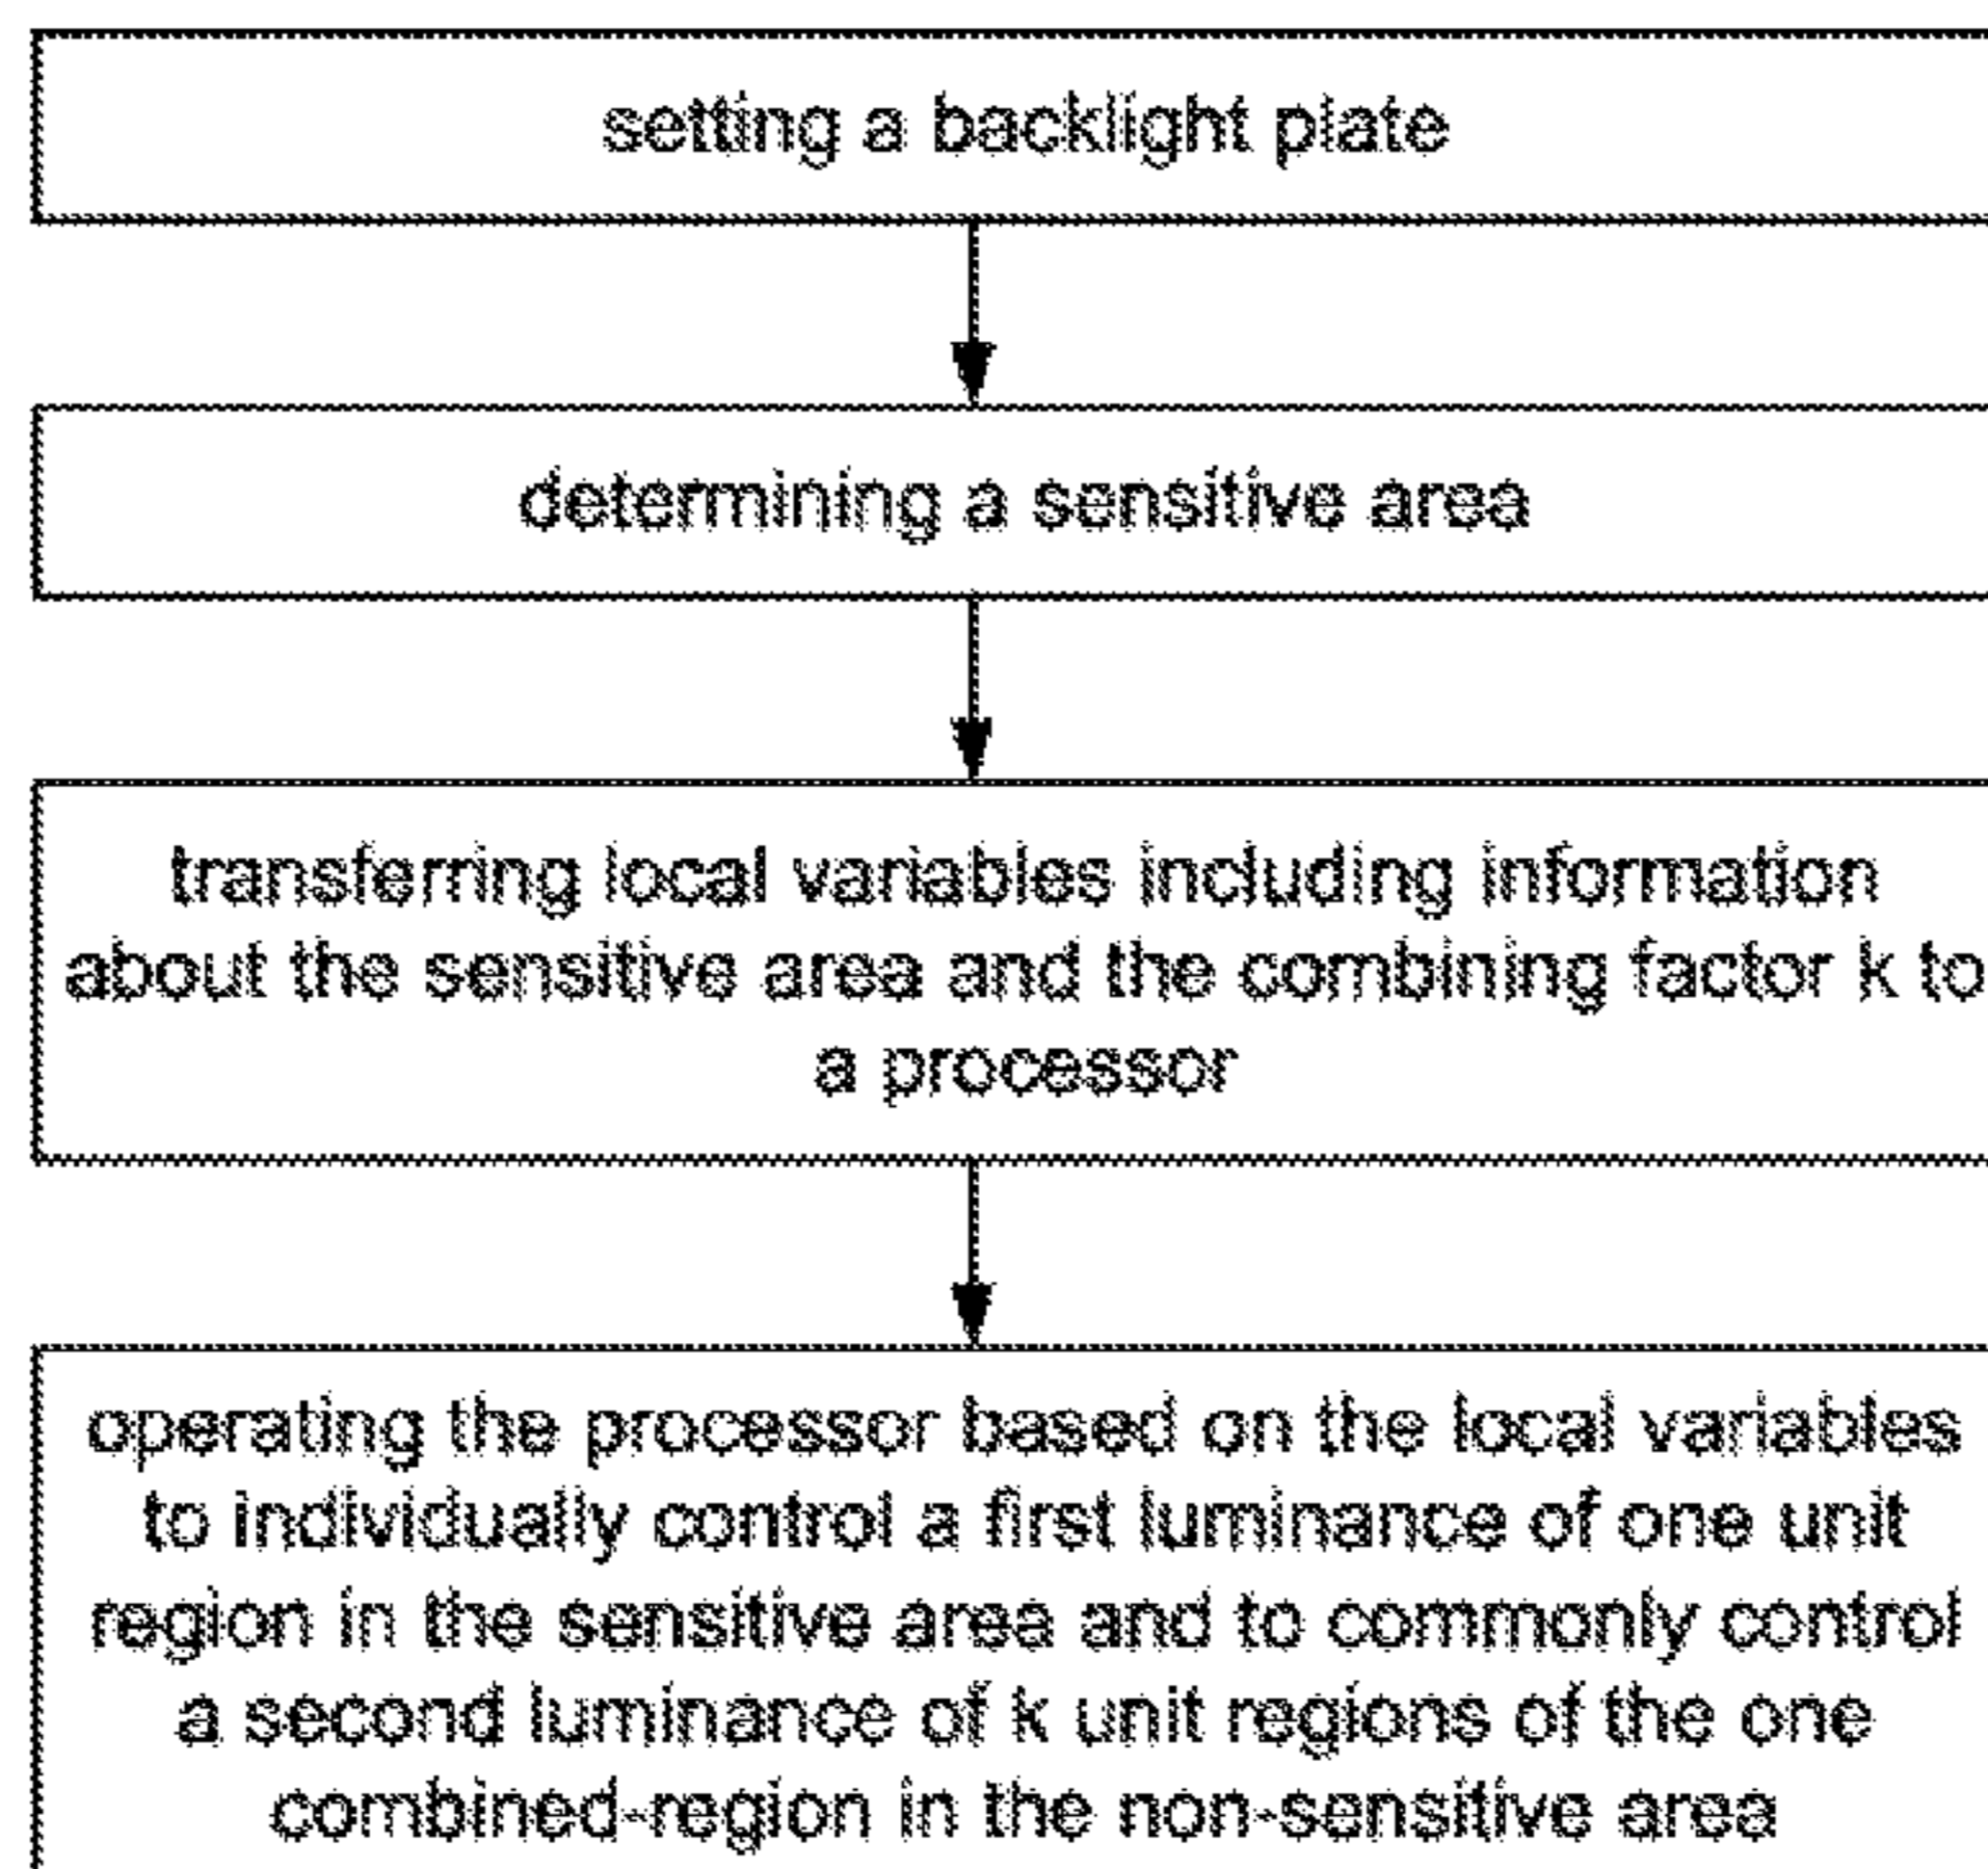 setting a backlight plate
determining a sensitive area
transferring local variables including information
about the sensitive area and the combining factor k to
a processor
operating the processor based on the local variables
to individually control a first luminance of one unit
region in the sensitive area and to commonly control
a second luminance of k unit regions of the one
combined-region in the non-sensitive area